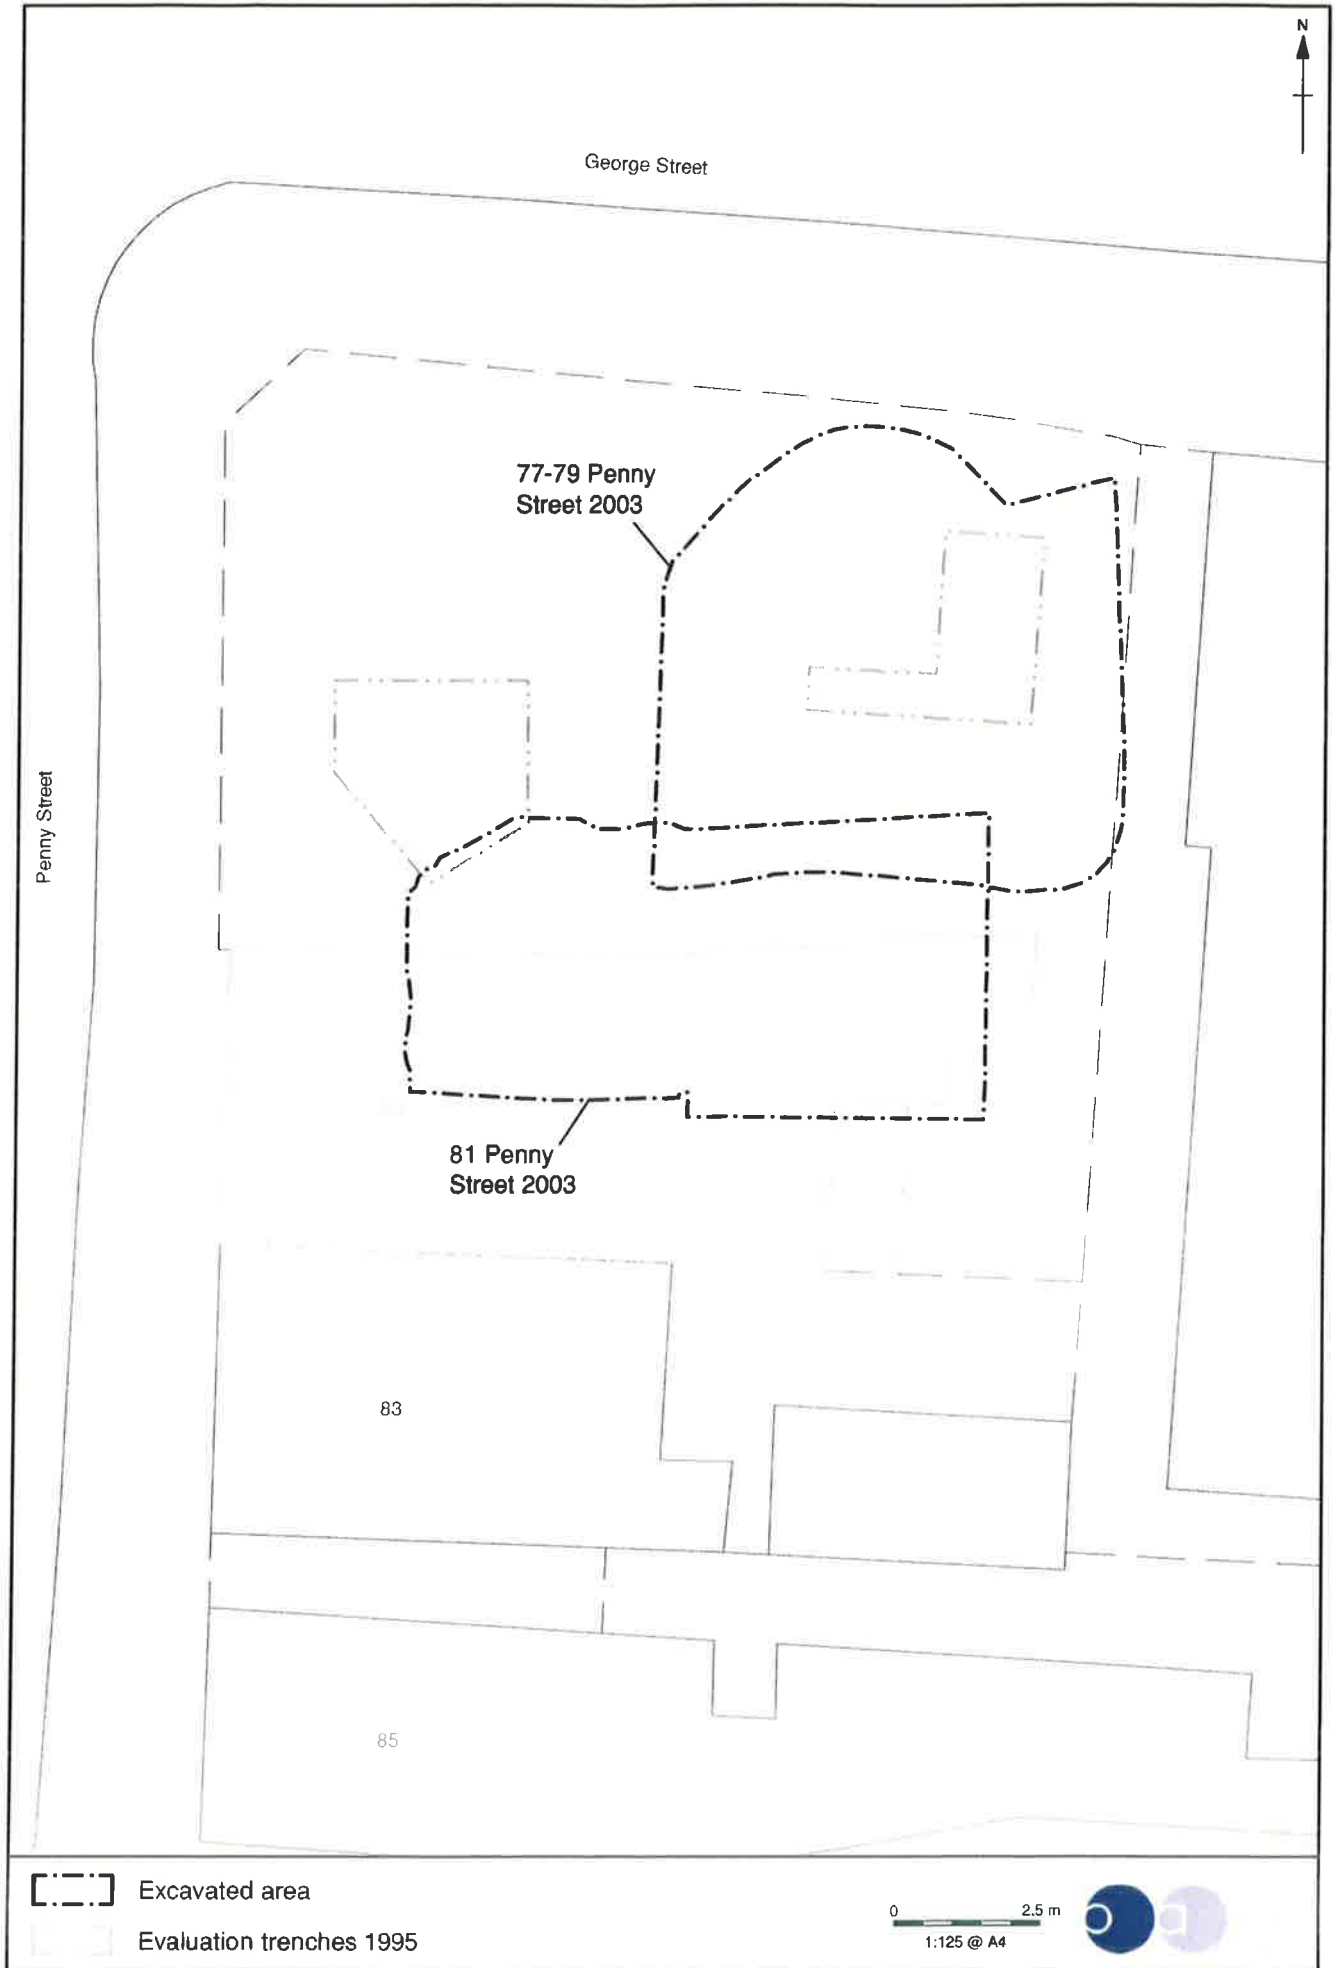 N
George Street
77-79 Penny
Street 2003
Penny Street
81 Penny
Street 2003
83
85
Excavated area
Evaluation trenches 1995
0 2.5 m
1:125 @ A4
o a